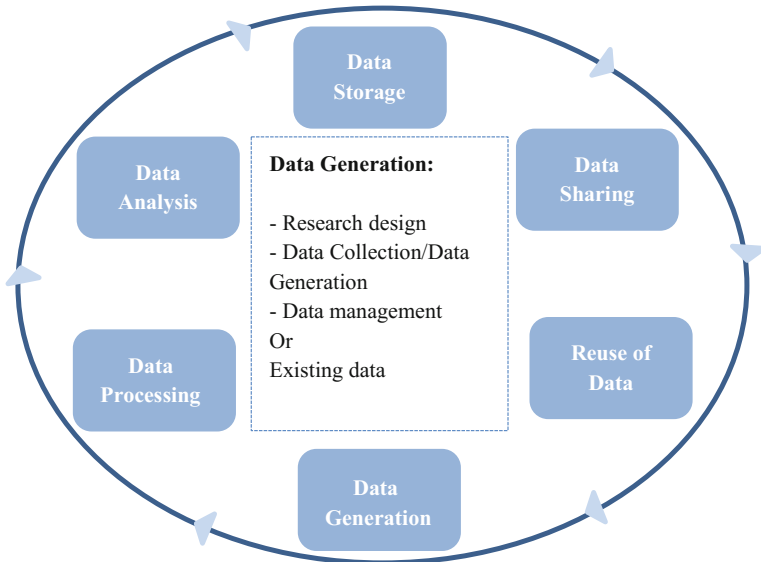 Data
Storage
Data
Analysis
Data Generation:
- Research design
- Data Collection/Data
Generation
- Data management
Or
Existing data
Data
Sharing
Data
Processing
Reuse of
Data
Data
Generation